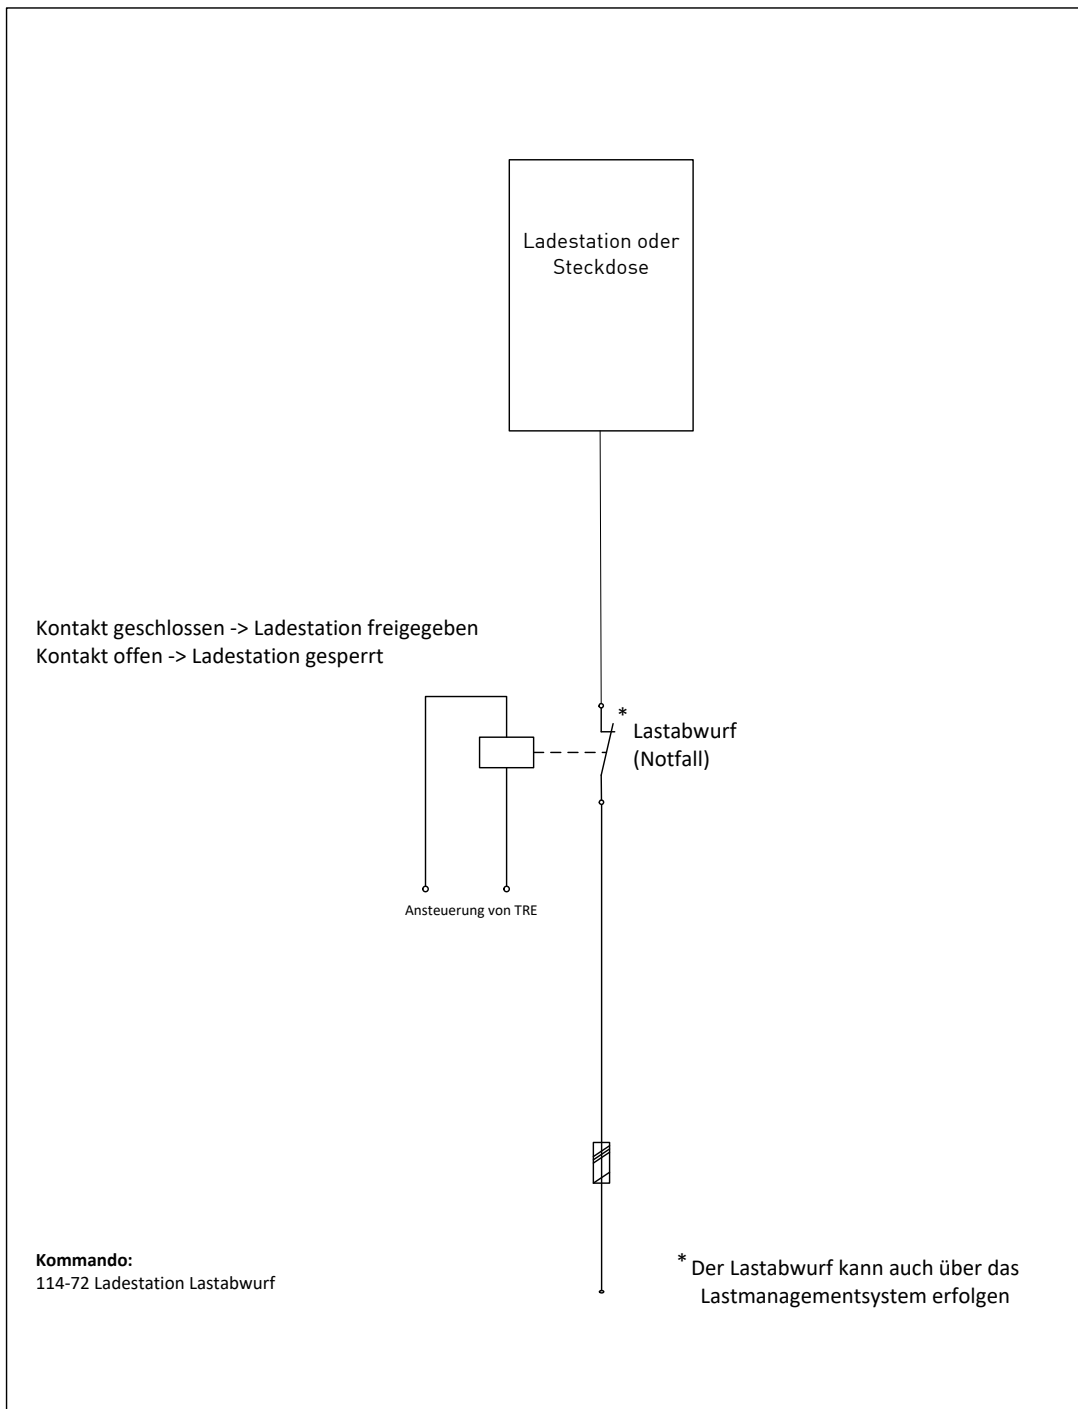 Ladestation oder
Steckdose
Kontakt geschlossen -> Ladestation freigegeben
Kontakt offen -> Ladestation gesperrt
*
Lastabwurf
(Notfall)
Ansteuerung von TRE
Kommando:
114-72 Ladestation Lastabwurf
* Der Lastabwurf kann auch über das
Lastmanagementsystem erfolgen